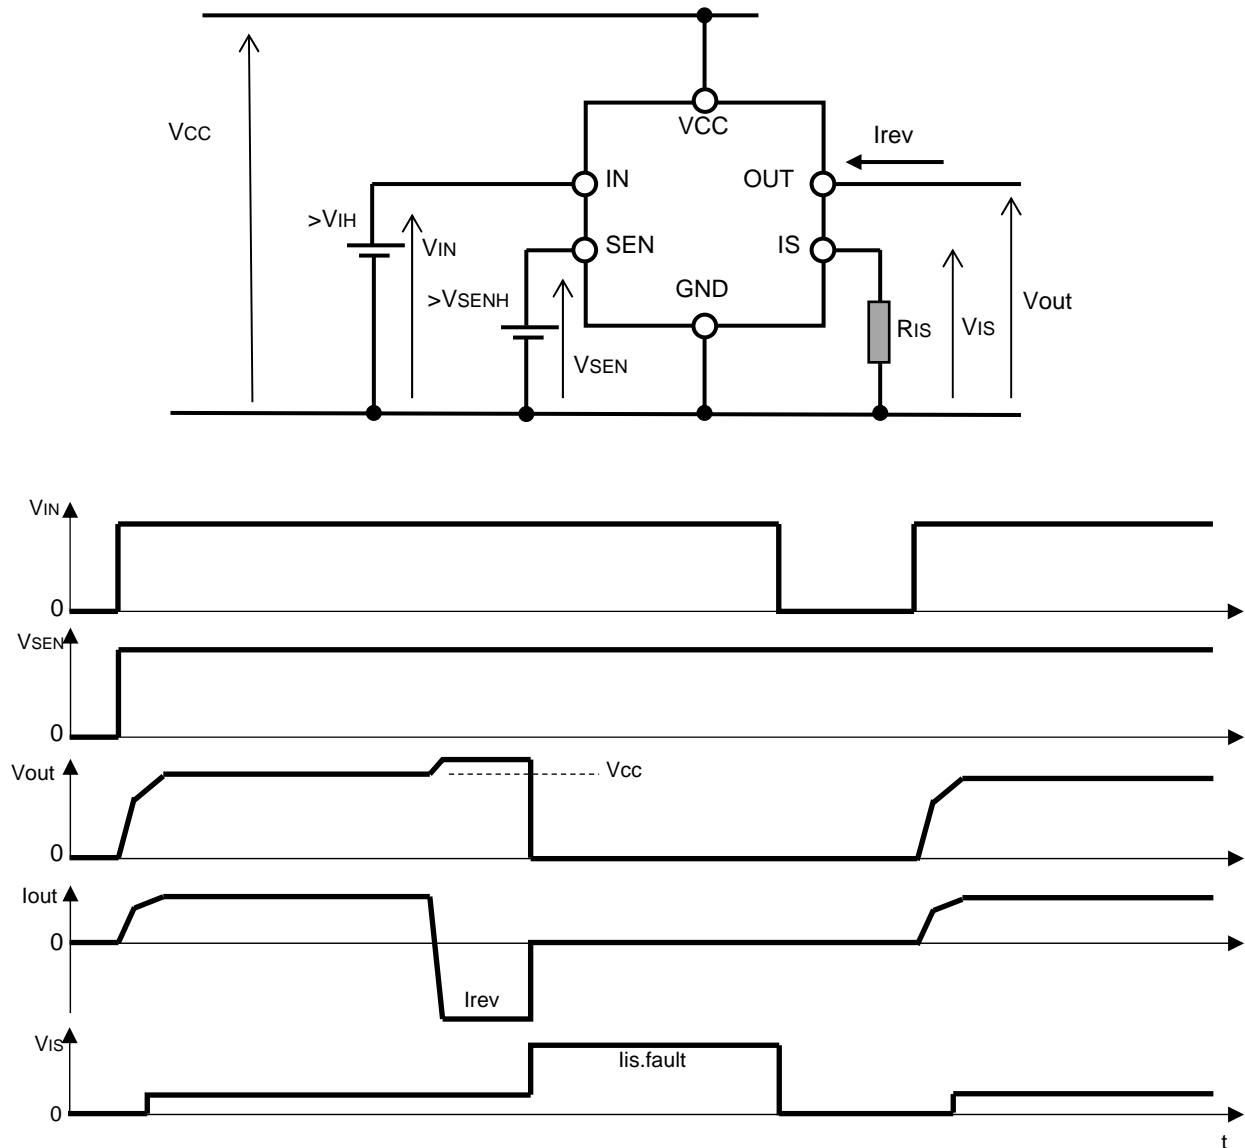 VCC
VCC
Irev
IN
OUT
>VIH
VIN
SEN
IS
>VSENH
GND
Vout
RIS
VIS
VSEN
VIN
0
VSEN
0
Vout
Vcc
0
Iout
0
Irev
VIS
Iis.fault
0
t